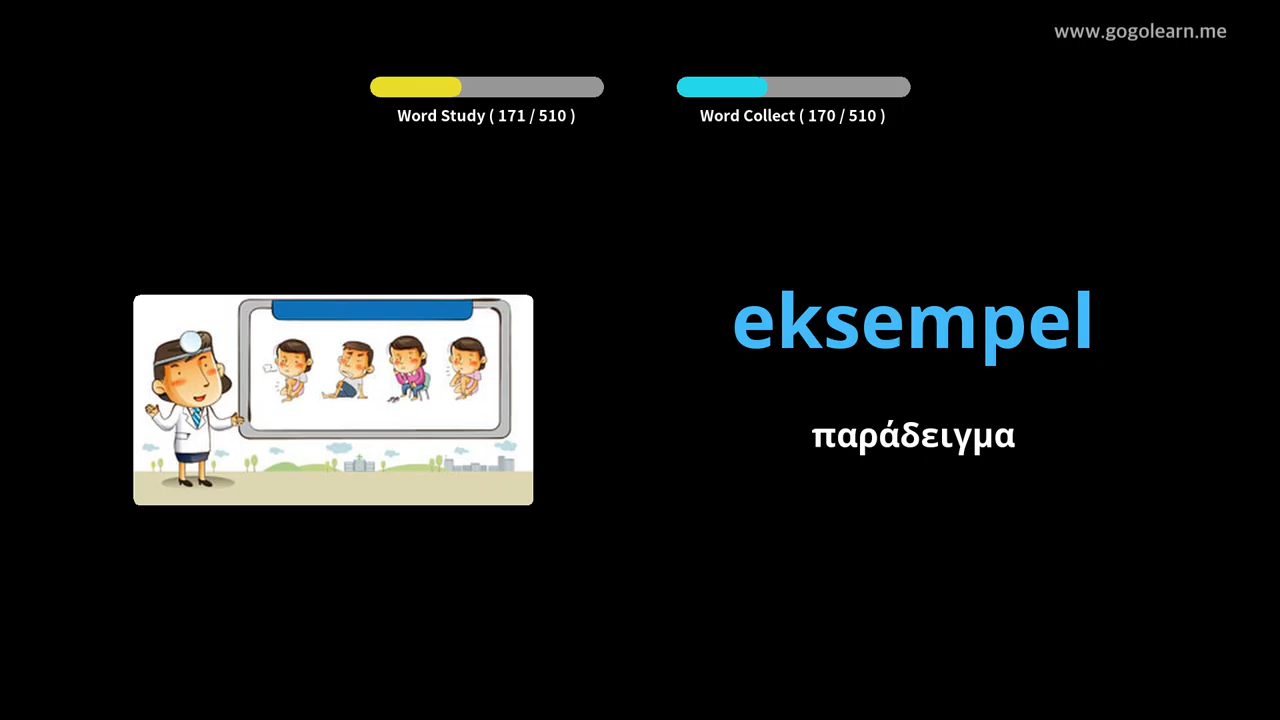 www.gogolearn.me
Word Study ( 171 / 510 )
Word Collect ( 170 / 510 )
eksempel
παράδειγμα